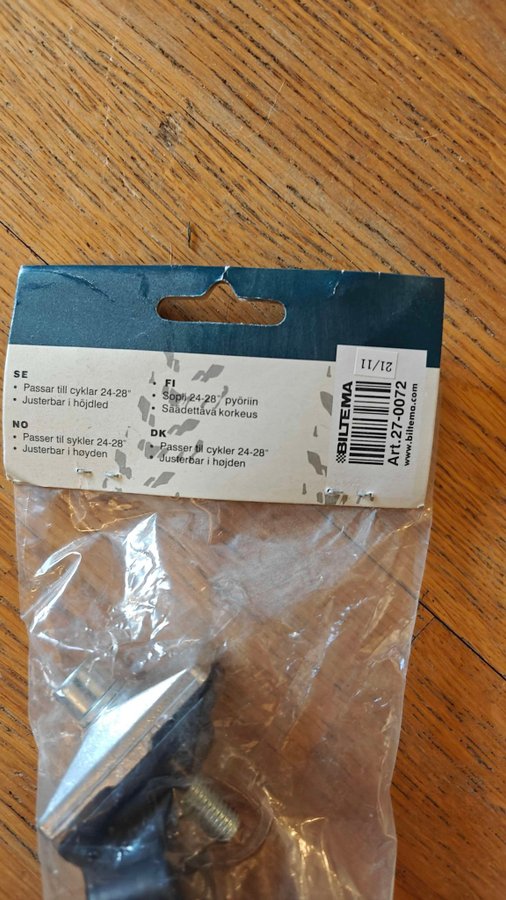 SE
• Passar till cyklar 24-28"
• Justerbar i höjdled
NO
• Passer til sykler 24-28"
• Justerbar i høyden
• FI
• Sopii 24-28" pyöriin
• Säädettävä korkeus
DK
• Passer til cykler 24-28"
• Justerbar i højden
21/11
BILTEMA
Art.27-0072
www.biltema.com